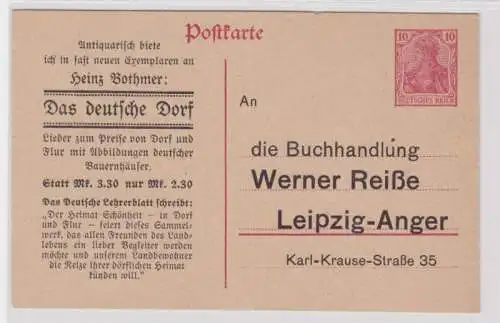 Postkarte
Antiquarisch biete
ich in fast neuen Exemplaren an
Heinz Bothmer:
Das deutsche Dorf
Lieder zum Preise von Dorf und
Flur mit Abbildungen deutscher
Bauernhäuser.
Statt Mk. 3.30 nur Mk. 2.30
Das Deutsche Lehrerblatt schreibt:
"Der Heimat Schönheit – in Dorf
und Flur – feiert dieses Sammel-
werk, das allen Freunden des Land-
lebens ein lieber Begleiter werden
möchte und unserem Landbewohner
die Reize ihrer dörflichen Heimat
künden will."
10 10
DEUTSCHES REICH
An
die Buchhandlung
Werner Reiße
Leipzig-Anger
Karl-Krause-Straße 35